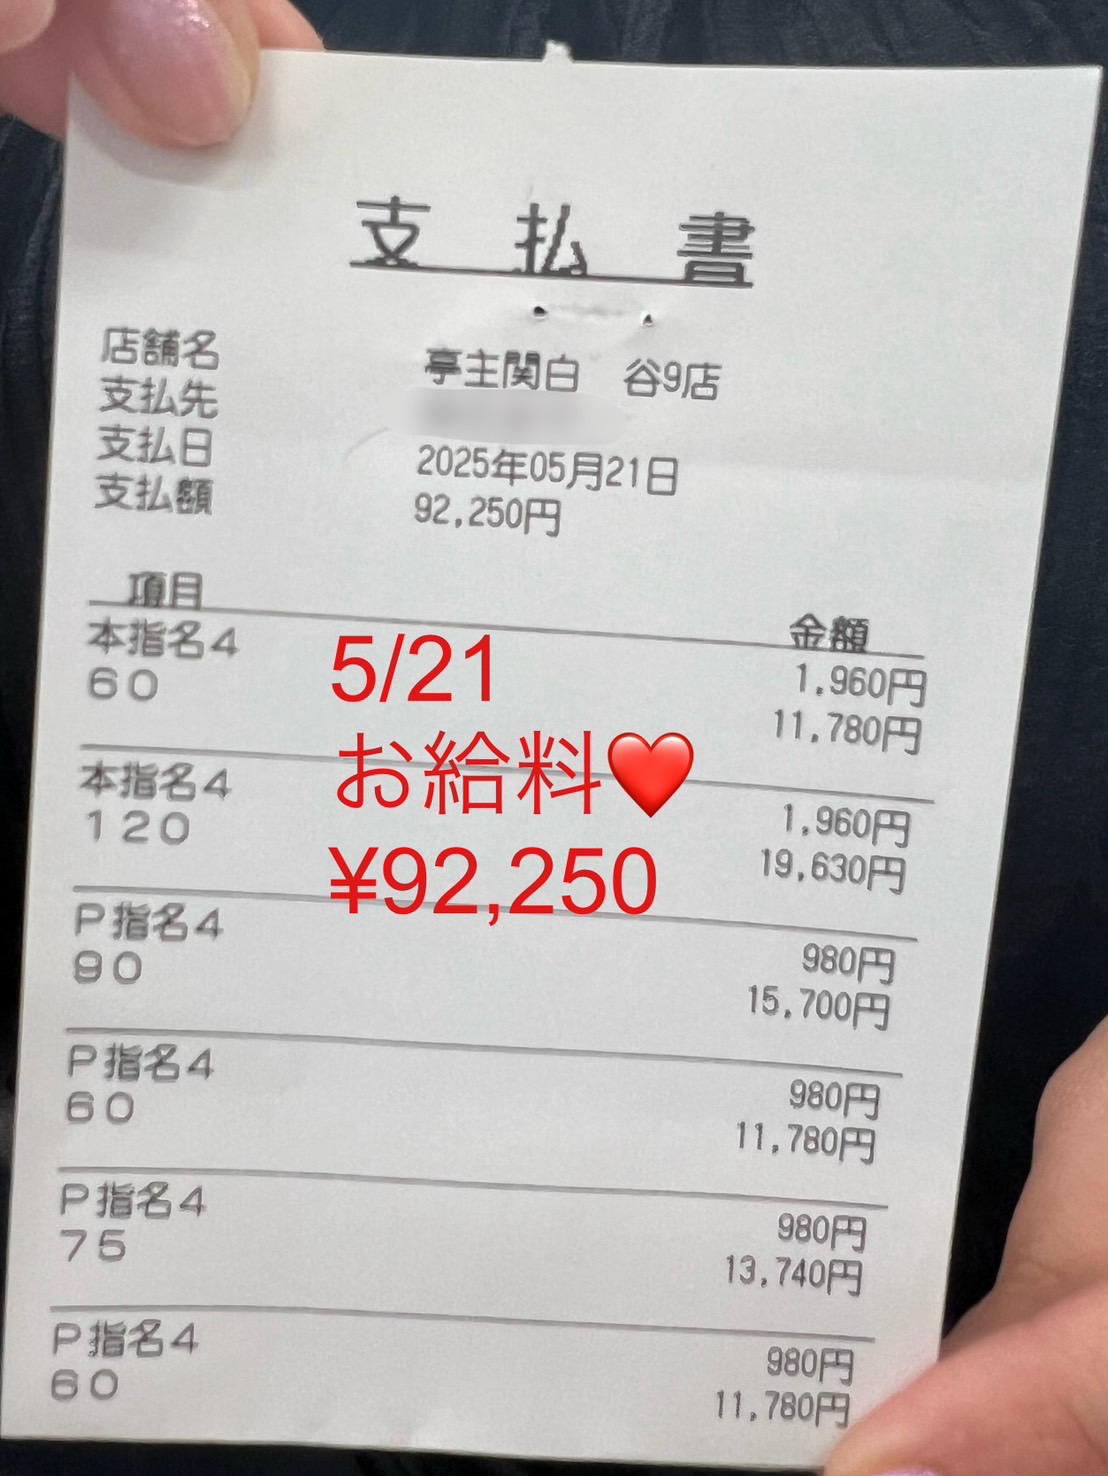 支払書
店舗名 亭主関白 谷9店
支払先
支払日 2025年05月21日
支払額 92,250円
項目 金額
本指名4 1,960円
60 11,780円
本指名4 1,960円
120 19,630円
P指名4 980円
90 15,700円
P指名4 980円
60 11,780円
P指名4 980円
75 13,740円
P指名4 980円
60 11,780円
5/21
お給料❤️
¥92,250